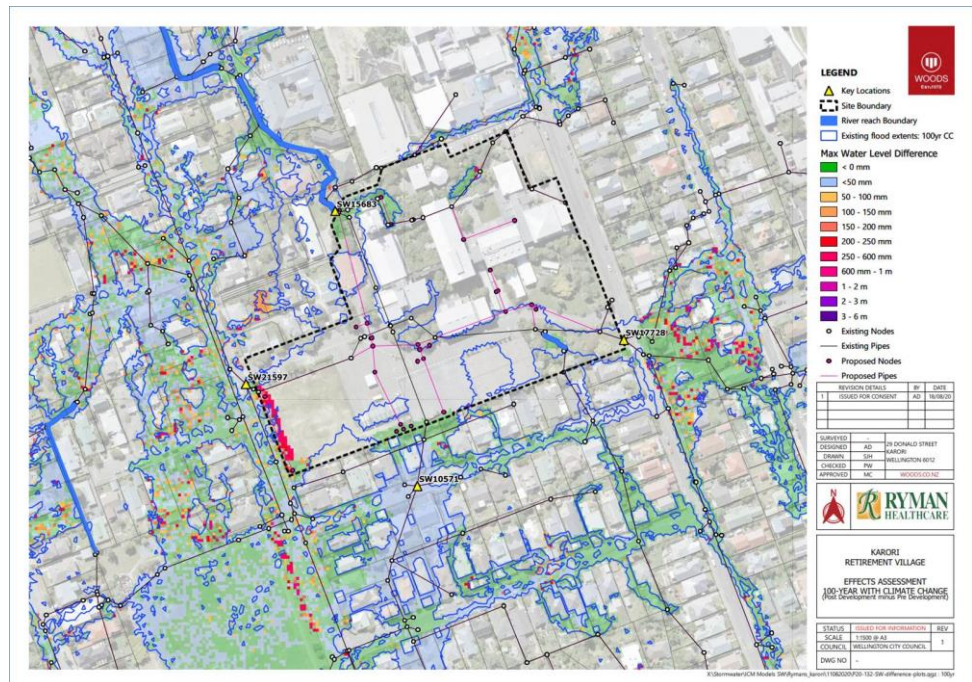 SW15683
SW17728
SW21597
SW10571
WOODS
LEGEND
Key Locations
Site Boundary
River reach Boundary
Existing flood extents: 100yr CC
Max Water Level Difference
< 0 mm
<50 mm
50 - 100 mm
100 - 150 mm
150 - 200 mm
200 - 250 mm
250 - 600 mm
600 mm - 1 m
1 - 2 m
2 - 3 m
3 - 6 m
Existing Nodes
Existing Pipes
Proposed Nodes
Proposed Pipes
REVISION DETAILS BY DATE
1 ISSUED FOR CONSENT AD 18/08/20
SURVEYED -
DESIGNED AD
DRAWN SJH
CHECKED PW
APPROVED MC
29 DONALD STREET
KARORI
WELLINGTON 6012
WOODS.CO.NZ
N
R RYMAN
HEALTHCARE
KARORI
RETIREMENT VILLAGE
EFFECTS ASSESSMENT
100-YEAR WITH CLIMATE CHANGE
(Post Development minus Pre Development)
STATUS ISSUED FOR INFORMATION REV
SCALE 1:1500 @ A3 1
COUNCIL WELLINGTON CITY COUNCIL
DWG NO -